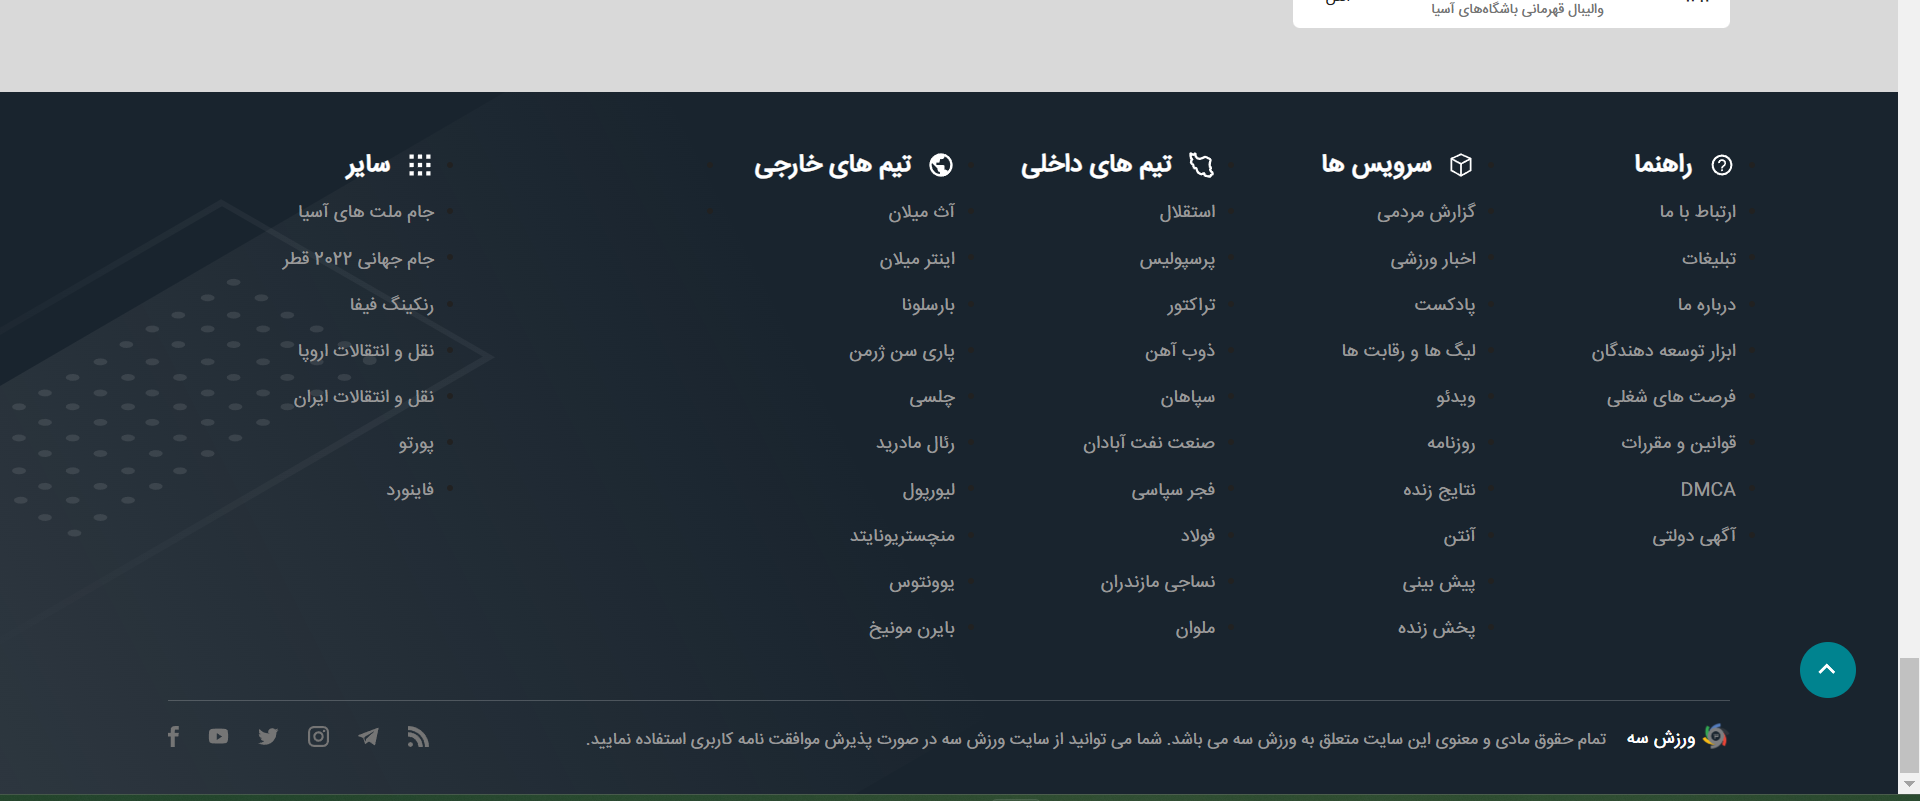 والیبال قهرمانی باشگاه‌های آسیا
راهنما
ارتباط با ما
تبلیغات
درباره ما
ابزار توسعه دهندگان
فرصت های شغلی
قوانین و مقررات
DMCA
آگهی دولتی
سرویس ها
گزارش مردمی
اخبار ورزشی
پادکست
لیگ ها و رقابت ها
ویدئو
روزنامه
نتایج زنده
آنتن
پیش بینی
پخش زنده
تیم های داخلی
استقلال
پرسپولیس
تراکتور
ذوب آهن
سپاهان
صنعت نفت آبادان
فجر سپاسی
فولاد
نساجی مازندران
ملوان
تیم های خارجی
آث میلان
اینتر میلان
بارسلونا
پاری سن ژرمن
چلسی
رئال مادرید
لیورپول
منچستریونایتد
یوونتوس
بایرن مونیخ
سایر
جام ملت های آسیا
جام جهانی ۲۰۲۲ قطر
رنکینگ فیفا
نقل و انتقالات اروپا
نقل و انتقالات ایران
پورتو
فاینورد
ورزش سه
تمام حقوق مادی و معنوی این سایت متعلق به ورزش سه می باشد. شما می توانید از سایت ورزش سه در صورت پذیرش موافقت نامه کاربری استفاده نمایید.